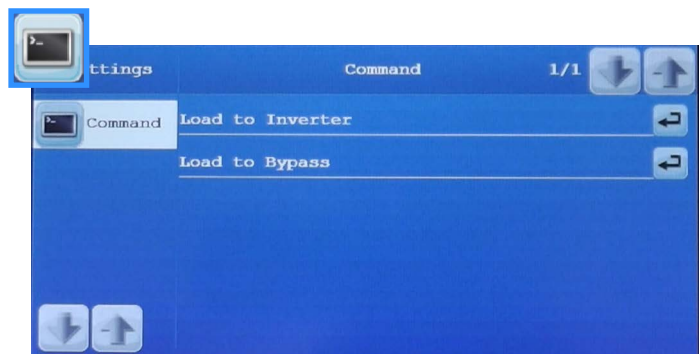 ttings Command 1/1
Command
Load to Inverter
Load to Bypass